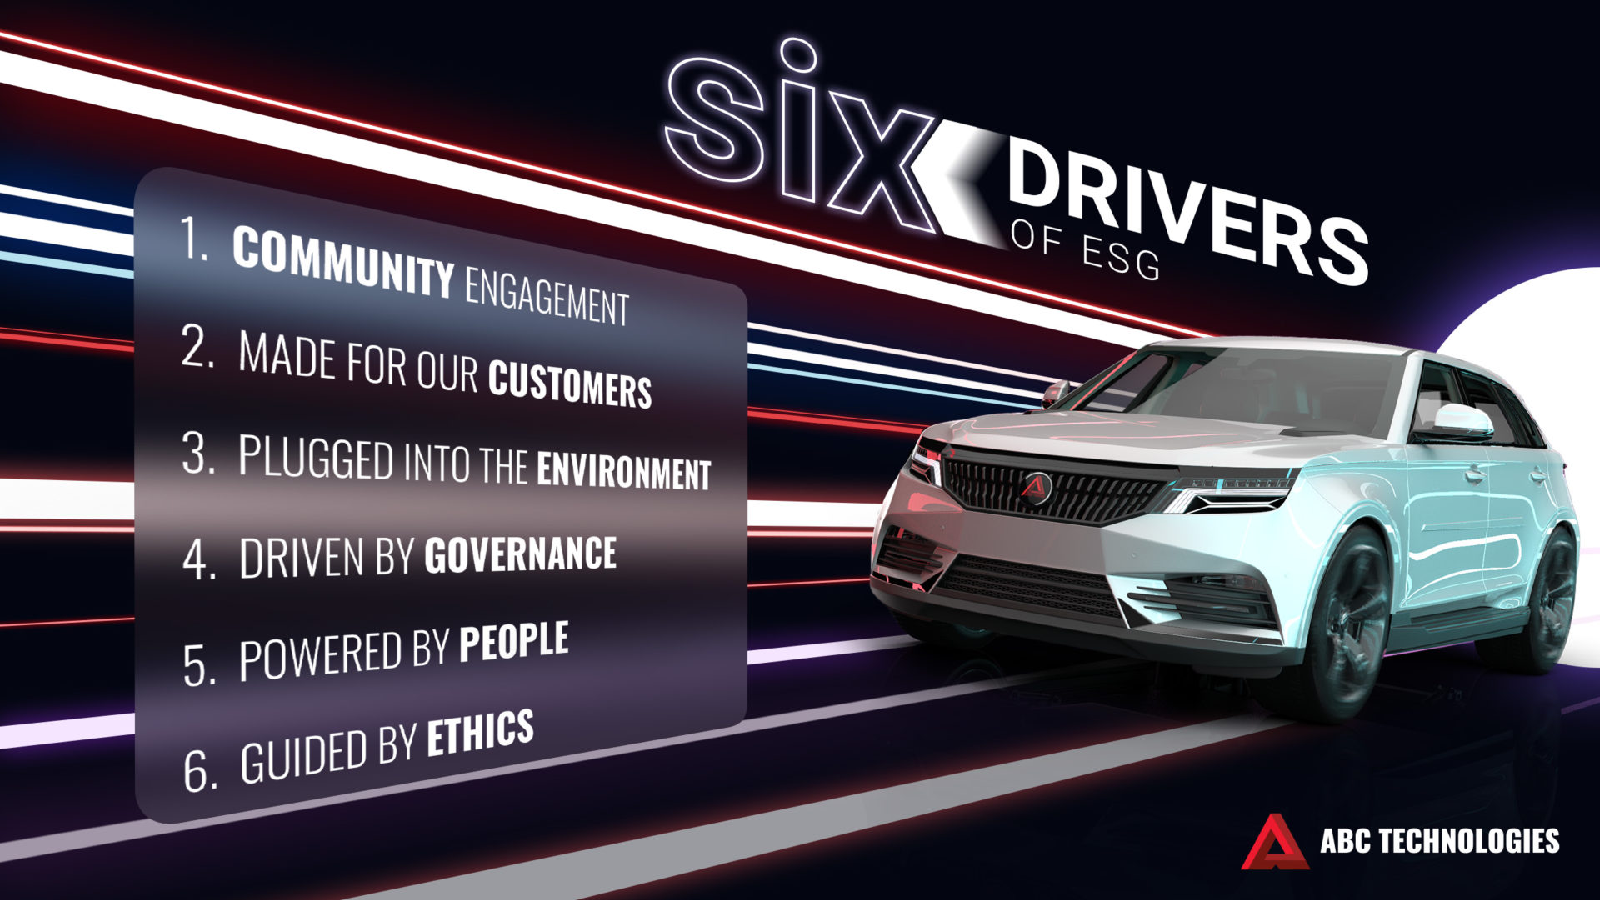 Six DRIVERS
OF ESG
1. COMMUNITY ENGAGEMENT
2. MADE FOR OUR CUSTOMERS
3. PLUGGED INTO THE ENVIRONMENT
4. DRIVEN BY GOVERNANCE
5. POWERED BY PEOPLE
6. GUIDED BY ETHICS
ABC TECHNOLOGIES